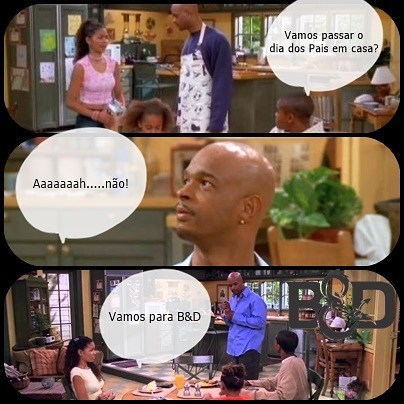 Vamos passar o
dia dos Pais em casa?
Aaaaaaah.....não!
Vamos para B&D
B&D